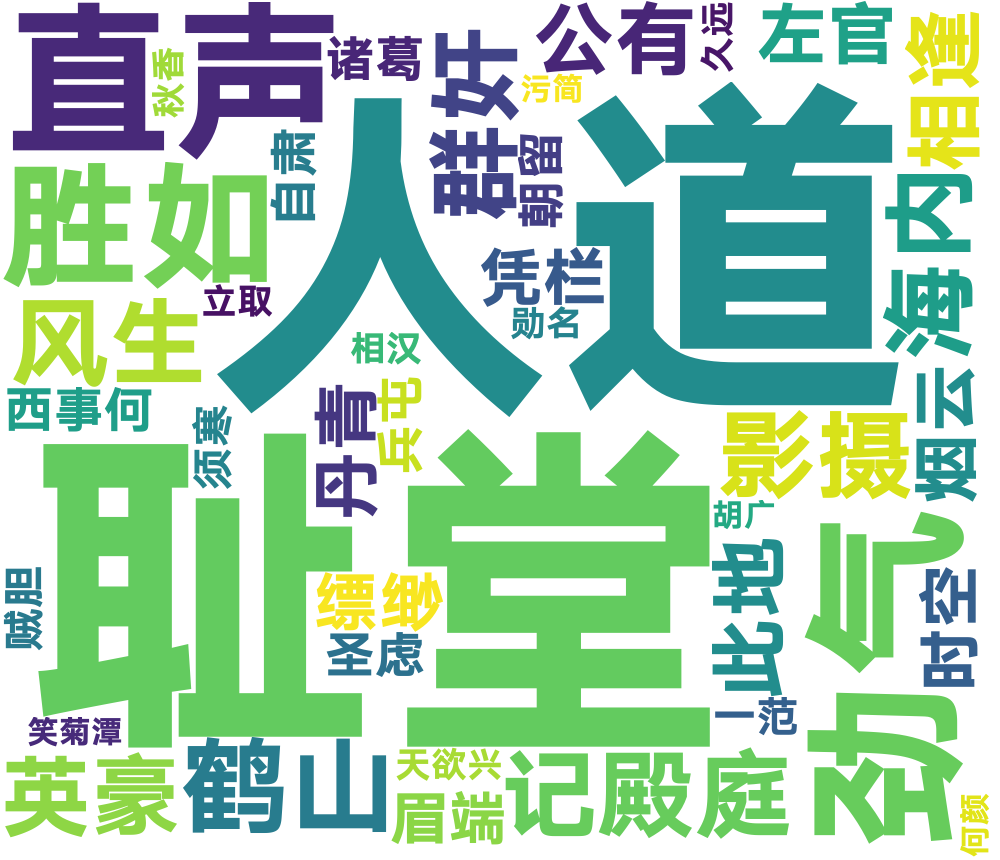 直声
秋香
诸葛
群奸
污简
公有
久远
左官
相逢
人道
自肃
朝留
胜如
凭栏
海内
立取
勋名
风生
相汉
西事何
须寒
丹青
兵屯
影摄
烟云
耻堂
劲气
胡广
贼胆
缥缈
圣虑
此地
时空
一范
笑菊潭
英豪
鹤山
天欲兴
眉端
记殿庭
何颜